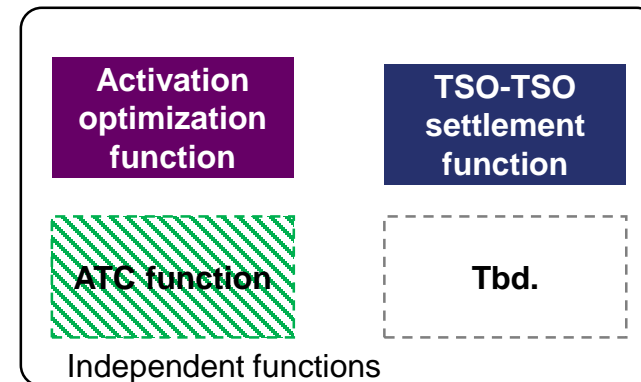 Activation
optimization
function
TSO-TSO
settlement
function
ATC function
Tbd.
Independent functions